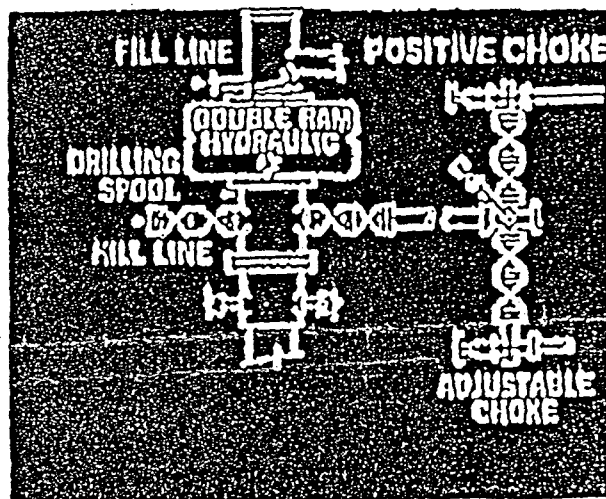 FILL LINE
POSITIVE CHOKE
DOUBLE RAM
HYDRAULIC
DRILLING
SPOOL
KILL LINE
ADJUSTABLE
CHOKE